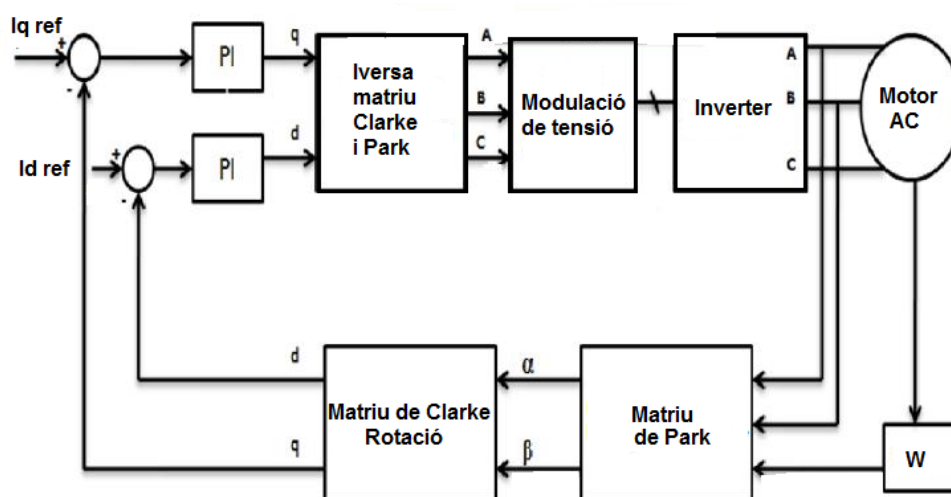 Iq ref
+
-
PI
q
Iversa
matriu
Clarke
i Park
A
B
C
Modulació
de tensió
Inverter
A
B
C
Motor
AC
Id ref
+
-
PI
d
d
q
Matriu de Clarke
Rotació
α
β
Matriu
de Park
W